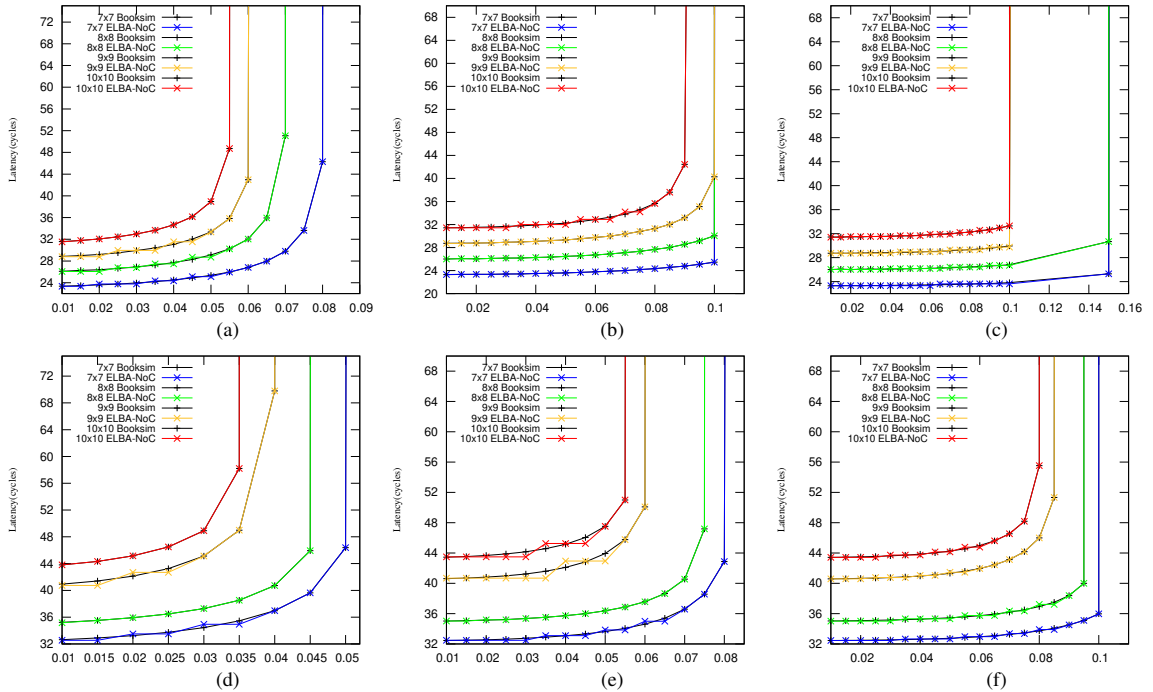 72
68
64
60
56
52
48
44
40
36
32
28
24
Latency(cycles)
7x7 Booksim
7x7 ELBA-NoC
8x8 Booksim
8x8 ELBA-NoC
9x9 Booksim
9x9 ELBA-NoC
10x10 Booksim
10x10 ELBA-NoC
0.01 0.02 0.03 0.04 0.05 0.06 0.07 0.08 0.09
(a)
68
64
60
56
52
48
44
40
36
32
28
24
20
Latency(cycles)
7x7 Booksim
7x7 ELBA-NoC
8x8 Booksim
8x8 ELBA-NoC
9x9 Booksim
9x9 ELBA-NoC
10x10 Booksim
10x10 ELBA-NoC
0.02 0.04 0.06 0.08 0.1
(b)
68
64
60
56
52
48
44
40
36
32
28
24
Latency(cycles)
7x7 Booksim
7x7 ELBA-NoC
8x8 Booksim
8x8 ELBA-NoC
9x9 Booksim
9x9 ELBA-NoC
10x10 Booksim
10x10 ELBA-NoC
0.02 0.04 0.06 0.08 0.1 0.12 0.14 0.16
(c)
72
68
64
60
56
52
48
44
40
36
32
Latency(cycles)
7x7 Booksim
7x7 ELBA-NoC
8x8 Booksim
8x8 ELBA-NoC
9x9 Booksim
9x9 ELBA-NoC
10x10 Booksim
10x10 ELBA-NoC
0.01 0.015 0.02 0.025 0.03 0.035 0.04 0.045 0.05
(d)
68
64
60
56
52
48
44
40
36
32
Latency(cycles)
7x7 Booksim
7x7 ELBA-NoC
8x8 Booksim
8x8 ELBA-NoC
9x9 Booksim
9x9 ELBA-NoC
10x10 Booksim
10x10 ELBA-NoC
0.01 0.02 0.03 0.04 0.05 0.06 0.07 0.08
(e)
68
64
60
56
52
48
44
40
36
32
Latency(cycles)
7x7 Booksim
7x7 ELBA-NoC
8x8 Booksim
8x8 ELBA-NoC
9x9 Booksim
9x9 ELBA-NoC
10x10 Booksim
10x10 ELBA-NoC
0.02 0.04 0.06 0.08 0.1
(f)